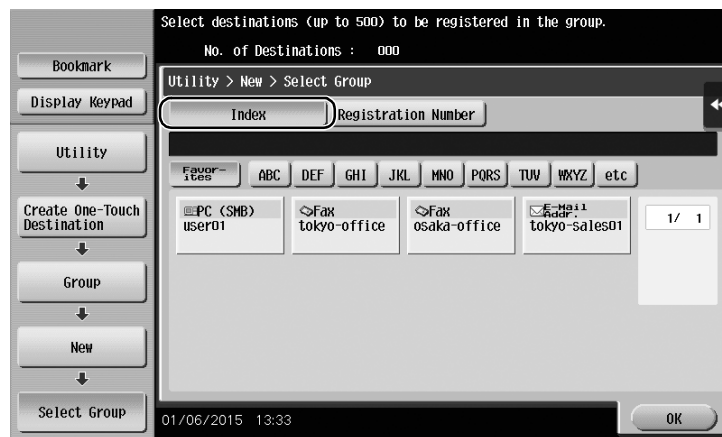 Select destinations (up to 500) to be registered in the group.
No. of Destinations : 000
Bookmark
Display Keypad
Utility
Create One-Touch
Destination
Group
New
Select Group
Utility > New > Select Group
Index
Registration Number
Favor-
ites
ABC DEF GHI JKL MNO PQRS TUV WXYZ etc
PC (SMB)
user01
Fax
tokyo-office
Fax
osaka-office
E-Mail
Addr.
tokyo-sales01
1/ 1
01/06/2015 13:33
OK